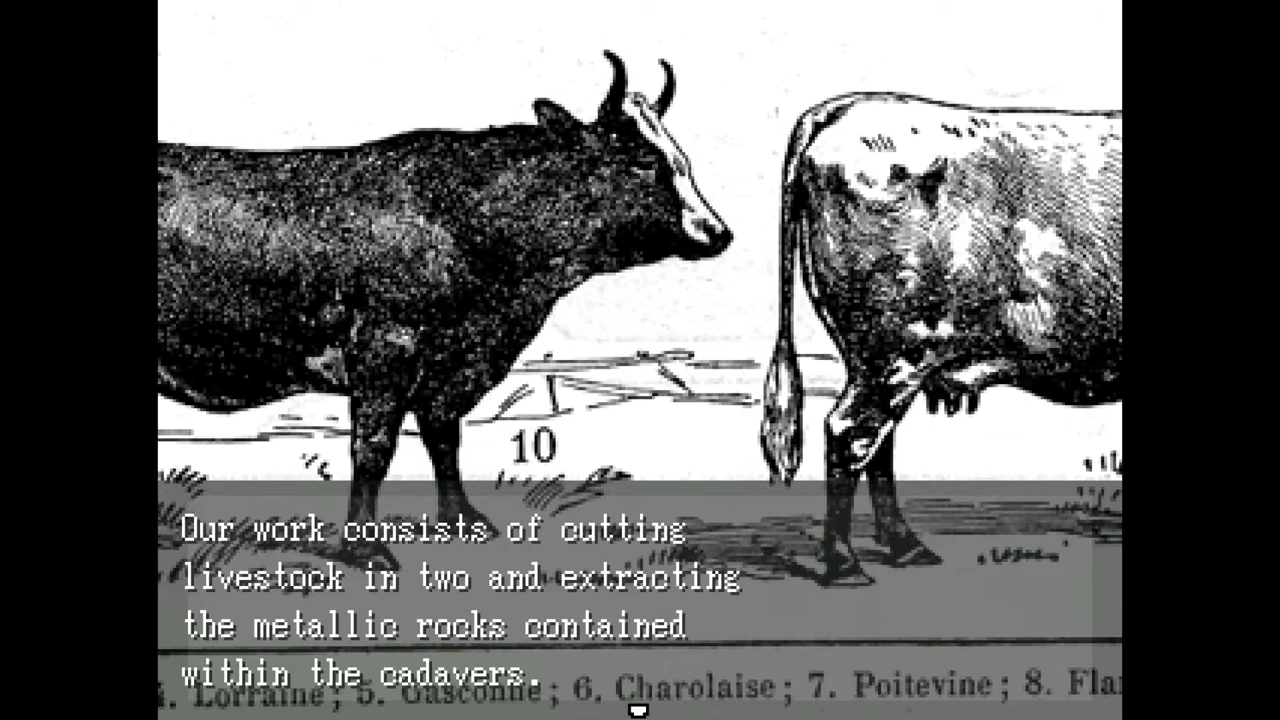 10
Our work consists of cutting
livestock in two and extracting
the metallic rocks contained
within the cadavers.
4. Lorraine; 5. Gasconne; 6. Charolaise; 7. Poitevine; 8. Fla